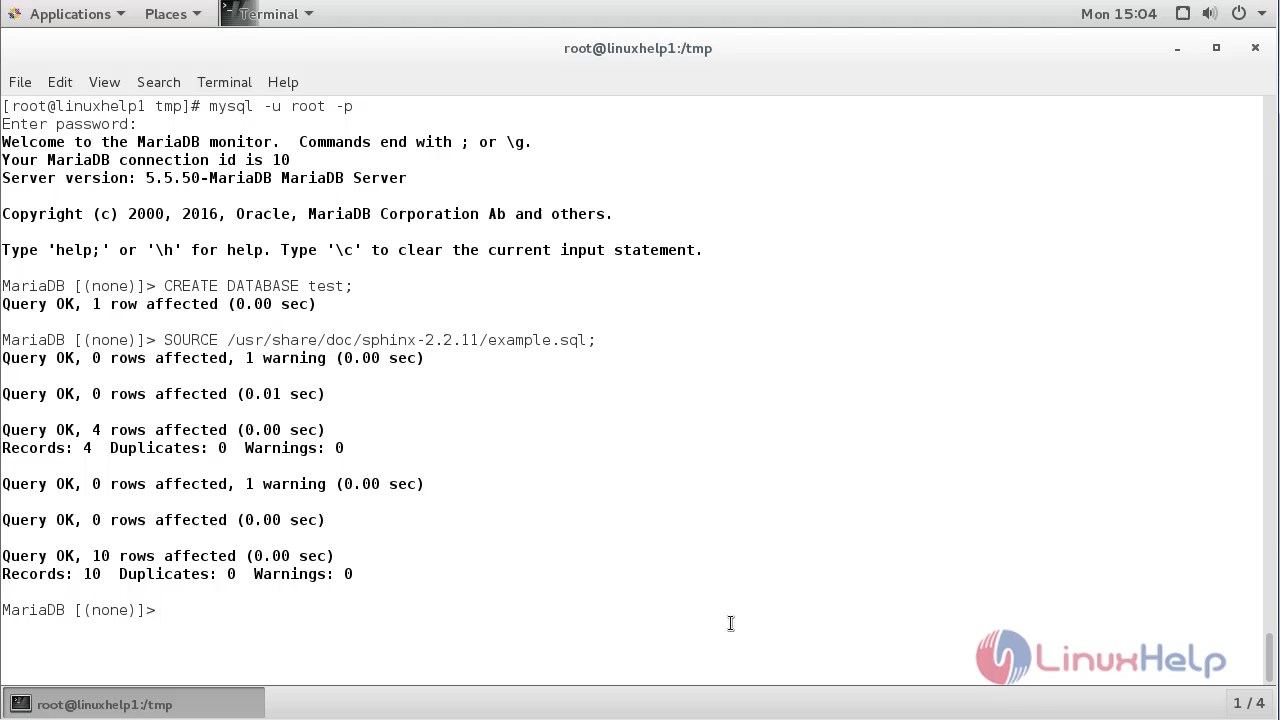 Applications Places Terminal Mon 15:04
root@linuxhelp1:/tmp
File Edit View Search Terminal Help
[root@linuxhelp1 tmp]# mysql -u root -p
Enter password:
Welcome to the MariaDB monitor.  Commands end with ; or \g.
Your MariaDB connection id is 10
Server version: 5.5.50-MariaDB MariaDB Server
Copyright (c) 2000, 2016, Oracle, MariaDB Corporation Ab and others.
Type 'help;' or '\h' for help. Type '\c' to clear the current input statement.
MariaDB [(none)]> CREATE DATABASE test;
Query OK, 1 row affected (0.00 sec)
MariaDB [(none)]> SOURCE /usr/share/doc/sphinx-2.2.11/example.sql;
Query OK, 0 rows affected, 1 warning (0.00 sec)
Query OK, 0 rows affected (0.01 sec)
Query OK, 4 rows affected (0.00 sec)
Records: 4  Duplicates: 0  Warnings: 0
Query OK, 0 rows affected, 1 warning (0.00 sec)
Query OK, 0 rows affected (0.00 sec)
Query OK, 10 rows affected (0.00 sec)
Records: 10  Duplicates: 0  Warnings: 0
MariaDB [(none)]>
LinuxHelp
root@linuxhelp1:/tmp 1 / 4